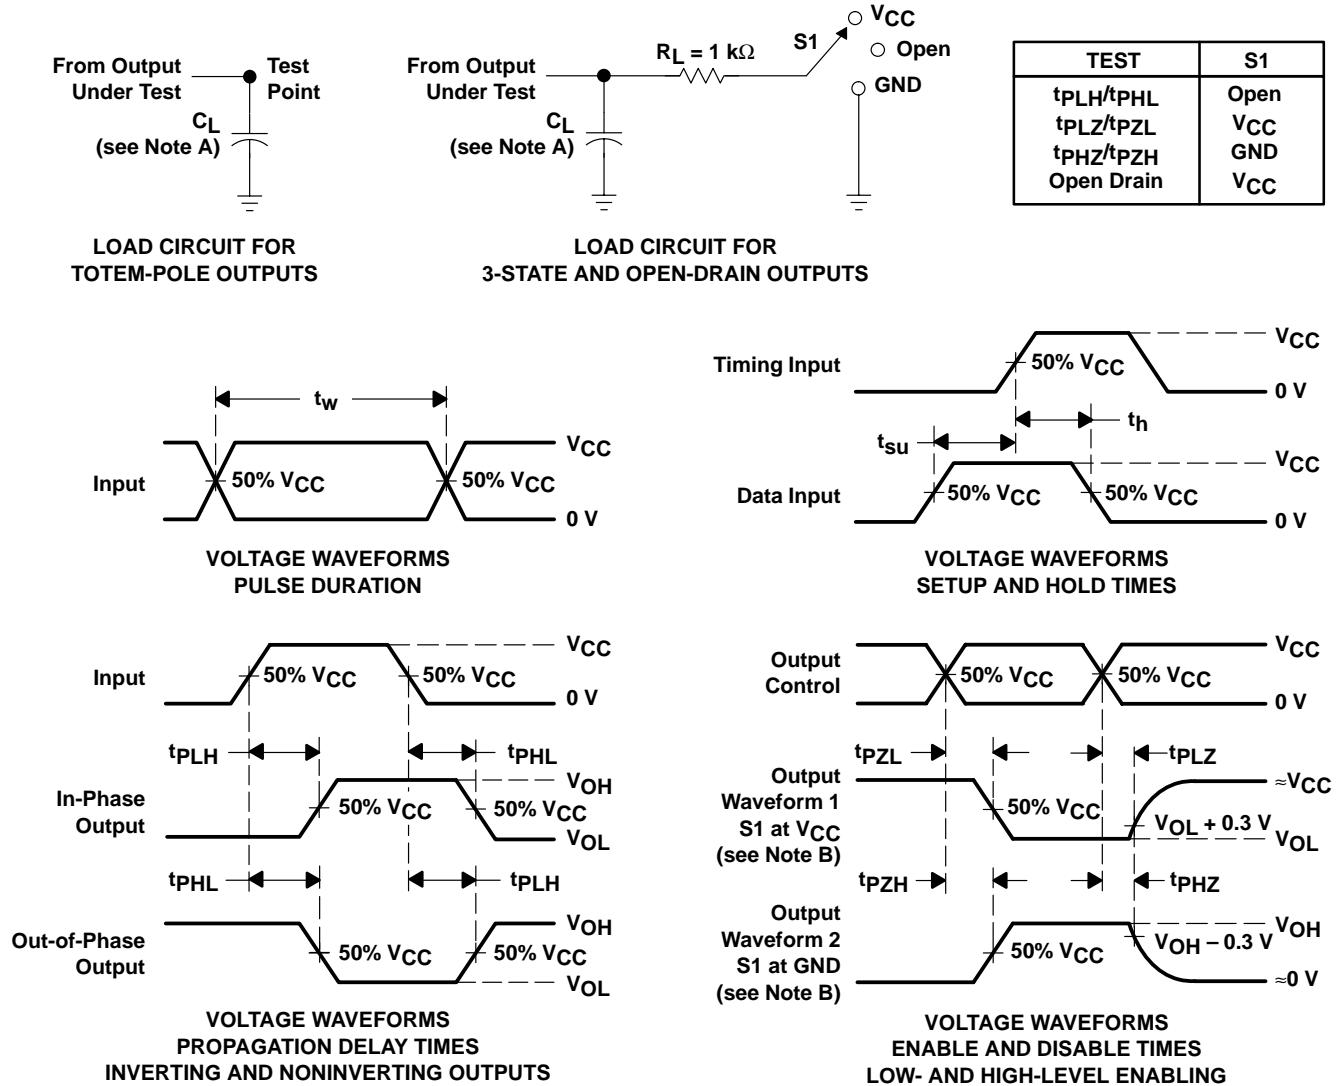 From Output
Under Test
Test
Point
CL
(see Note A)
LOAD CIRCUIT FOR
TOTEM-POLE OUTPUTS
From Output
Under Test
RL = 1 kΩ
S1
VCC
Open
GND
CL
(see Note A)
LOAD CIRCUIT FOR
3-STATE AND OPEN-DRAIN OUTPUTS
TEST S1
tPLH/tPHL Open
tPLZ/tPZL VCC
tPHZ/tPZH GND
Open Drain VCC
tw
Input
50% VCC
50% VCC
VCC
0 V
VOLTAGE WAVEFORMS
PULSE DURATION
Timing Input
50% VCC
VCC
0 V
th
tsu
Data Input
50% VCC
50% VCC
VCC
0 V
VOLTAGE WAVEFORMS
SETUP AND HOLD TIMES
Input
50% VCC
50% VCC
VCC
0 V
tPLH
tPHL
In-Phase
Output
50% VCC
50% VCC
VOH
VOL
tPHL
tPLH
Out-of-Phase
Output
50% VCC
50% VCC
VOH
VOL
VOLTAGE WAVEFORMS
PROPAGATION DELAY TIMES
INVERTING AND NONINVERTING OUTPUTS
Output
Control
50% VCC
50% VCC
VCC
0 V
tPZL
tPLZ
Output
Waveform 1
S1 at VCC
(see Note B)
50% VCC
≈VCC
VOL + 0.3 V
VOL
tPZH
tPHZ
Output
Waveform 2
S1 at GND
(see Note B)
50% VCC
VOH
VOH – 0.3 V
≈0 V
VOLTAGE WAVEFORMS
ENABLE AND DISABLE TIMES
LOW- AND HIGH-LEVEL ENABLING